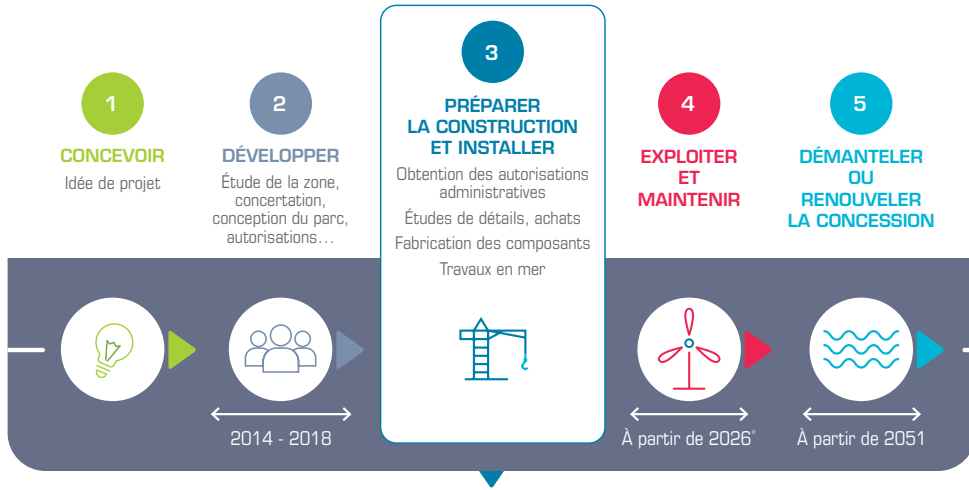 1
CONCEVOIR
Idée de projet
2
DÉVELOPPER
Étude de la zone,
concertation,
conception du parc,
autorisations...
3
PRÉPARER
LA CONSTRUCTION
ET INSTALLER
Obtention des autorisations
administratives
Études de détails, achats
Fabrication des composants
Travaux en mer
4
EXPLOITER
ET
MAINTENIR
5
DÉMANTELER
OU
RENOUVELER
LA CONCESSION
2014 - 2018
À partir de 2026*
À partir de 2051